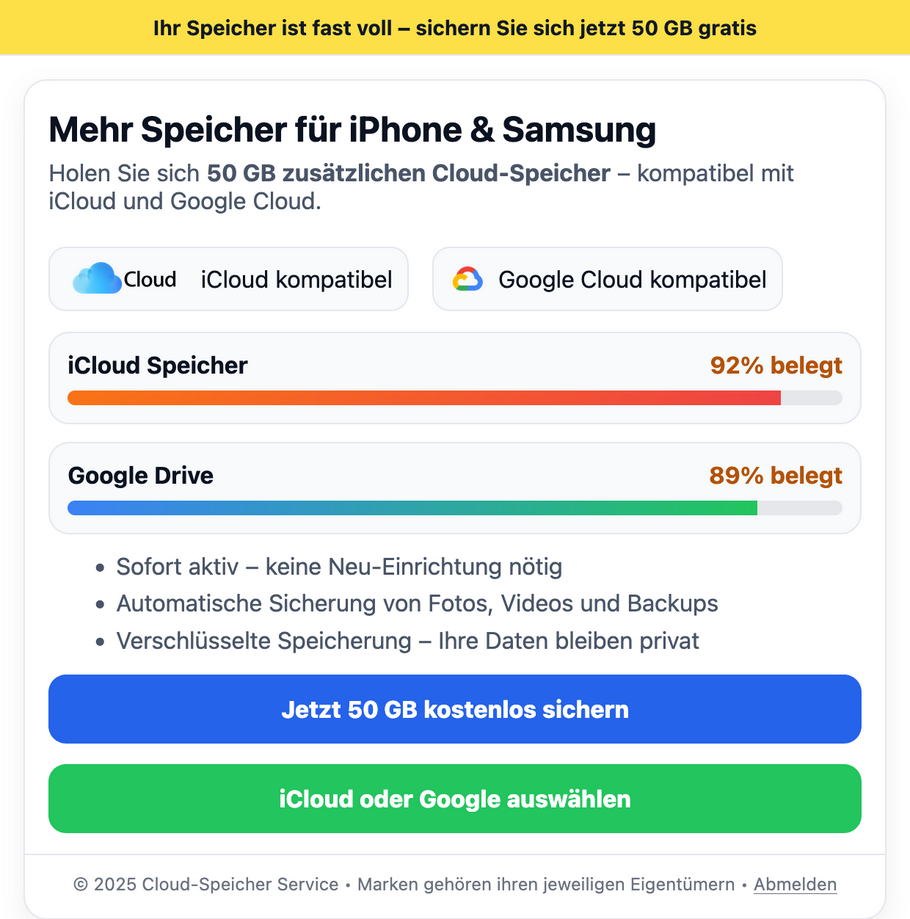 Ihr Speicher ist fast voll – sichern Sie sich jetzt 50 GB gratis
Mehr Speicher für iPhone & Samsung
Holen Sie sich 50 GB zusätzlichen Cloud-Speicher – kompatibel mit
iCloud und Google Cloud.
Cloud iCloud kompatibel
Google Cloud kompatibel
iCloud Speicher 92% belegt
Google Drive 89% belegt
• Sofort aktiv – keine Neu-Einrichtung nötig
• Automatische Sicherung von Fotos, Videos und Backups
• Verschlüsselte Speicherung – Ihre Daten bleiben privat
Jetzt 50 GB kostenlos sichern
iCloud oder Google auswählen
© 2025 Cloud-Speicher Service • Marken gehören ihren jeweiligen Eigentümern • Abmelden